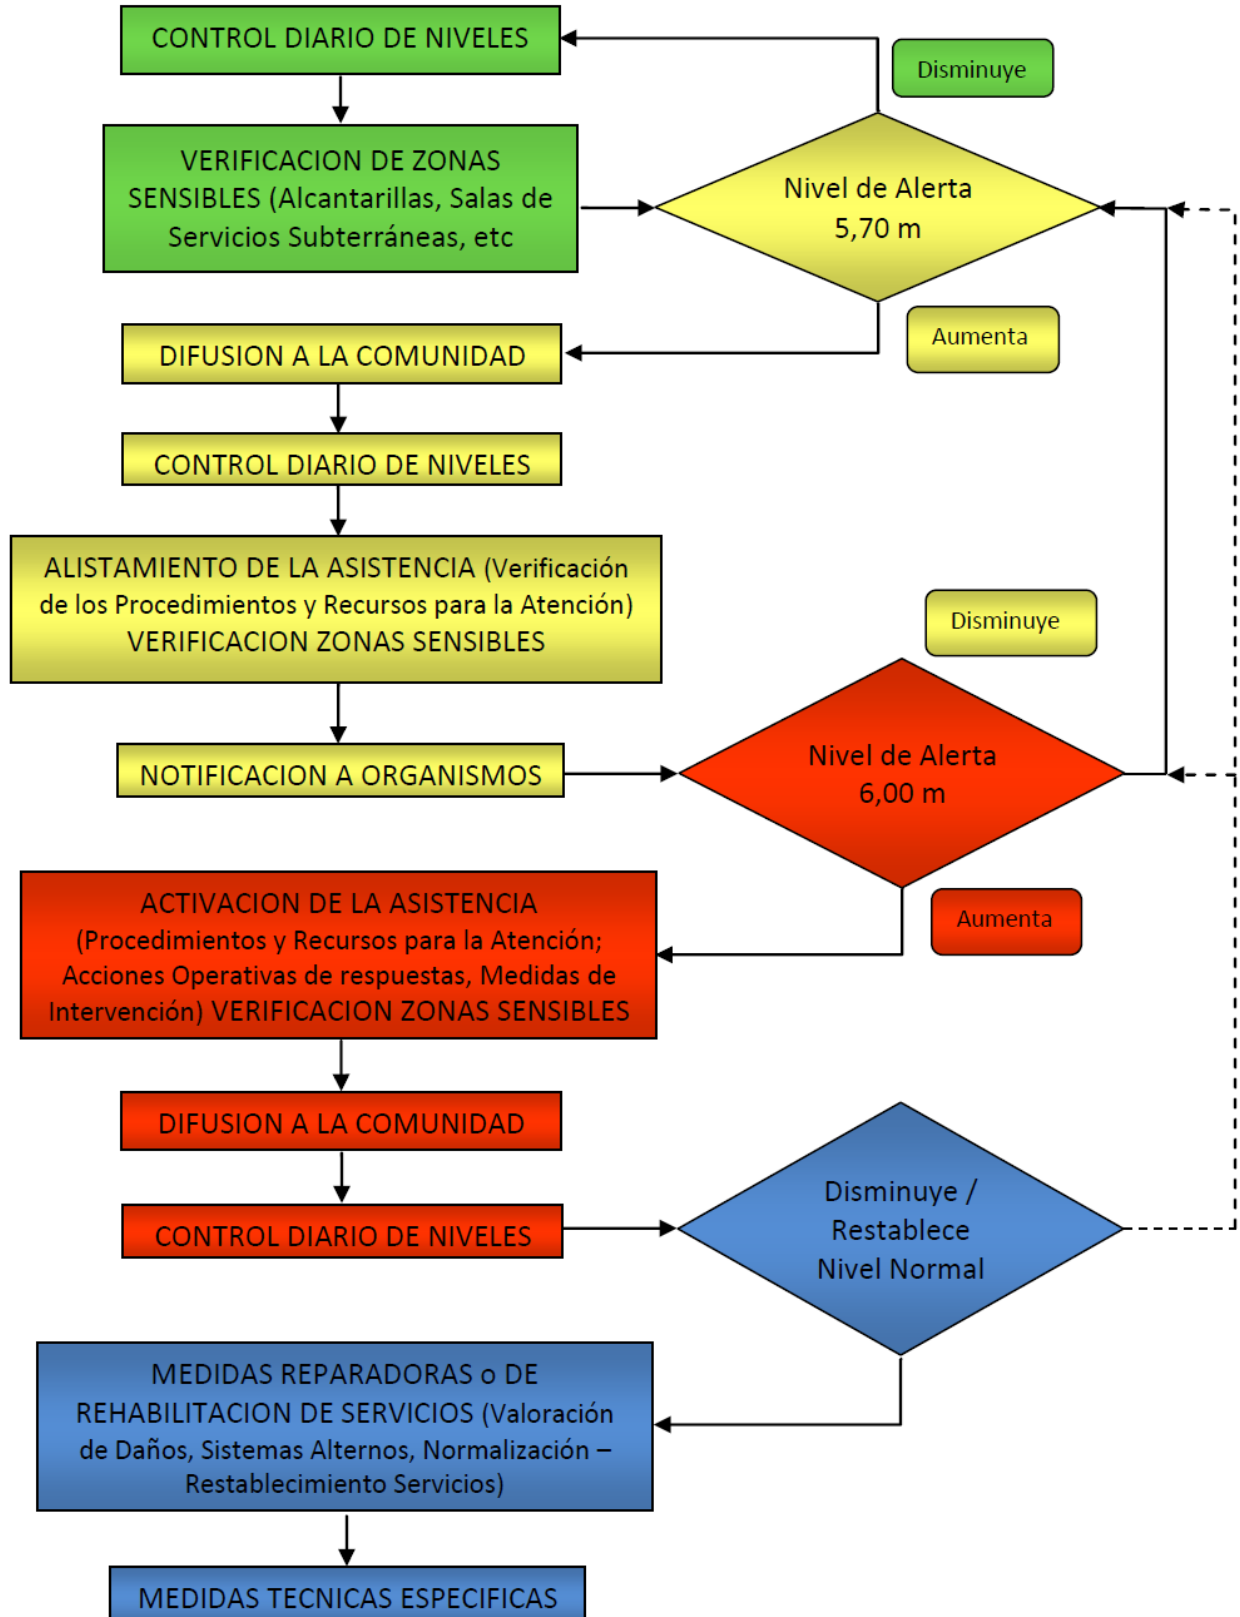 CONTROL DIARIO DE NIVELES
Disminuye
VERIFICACION DE ZONAS
SENSIBLES (Alcantarillas, Salas de
Servicios Subterráneas, etc
Nivel de Alerta
5,70 m
Aumenta
DIFUSION A LA COMUNIDAD
CONTROL DIARIO DE NIVELES
ALISTAMIENTO DE LA ASISTENCIA (Verificación
de los Procedimientos y Recursos para la Atención)
VERIFICACION ZONAS SENSIBLES
Disminuye
NOTIFICACION A ORGANISMOS
Nivel de Alerta
6,00 m
Aumenta
ACTIVACION DE LA ASISTENCIA
(Procedimientos y Recursos para la Atención;
Acciones Operativas de respuestas, Medidas de
Intervención) VERIFICACION ZONAS SENSIBLES
DIFUSION A LA COMUNIDAD
CONTROL DIARIO DE NIVELES
Disminuye /
Restablece
Nivel Normal
MEDIDAS REPARADORAS o DE
REHABILITACION DE SERVICIOS (Valoración
de Daños, Sistemas Alternos, Normalización –
Restablecimiento Servicios)
MEDIDAS TECNICAS ESPECIFICAS